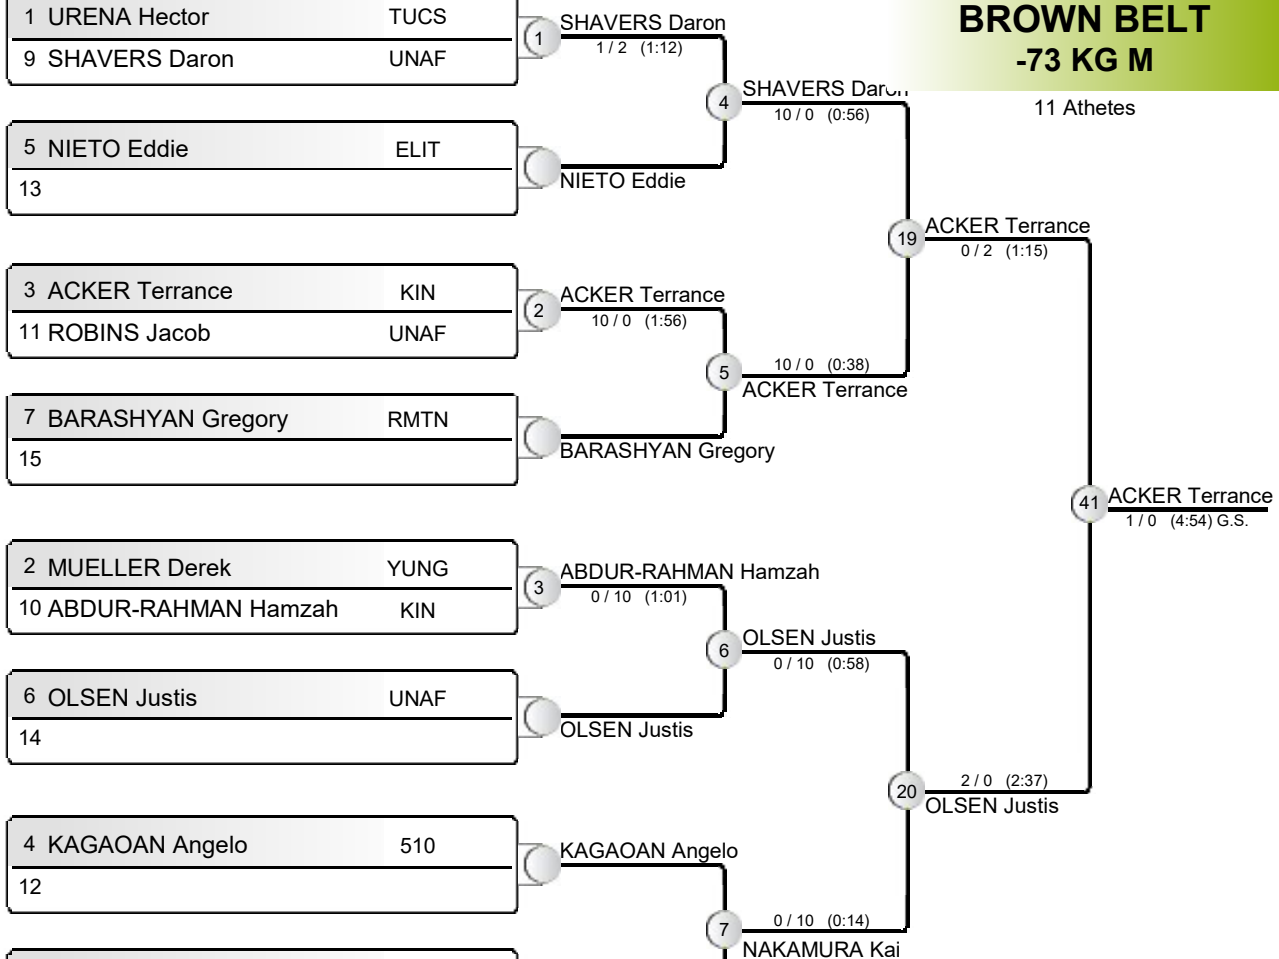 BROWN BELT
-73 KG M
11 Athetes
1 URENA Hector TUCS
9 SHAVERS Daron UNAF
1
SHAVERS Daron
1 / 2 (1:12)
4
SHAVERS Daron
10 / 0 (0:56)
5 NIETO Eddie ELIT
13
NIETO Eddie
19
ACKER Terrance
0 / 2 (1:15)
3 ACKER Terrance KIN
11 ROBINS Jacob UNAF
2
ACKER Terrance
10 / 0 (1:56)
5
10 / 0 (0:38)
ACKER Terrance
7 BARASHYAN Gregory RMTN
15
BARASHYAN Gregory
41
ACKER Terrance
1 / 0 (4:54) G.S.
2 MUELLER Derek YUNG
10 ABDUR-RAHMAN Hamzah KIN
3
ABDUR-RAHMAN Hamzah
0 / 10 (1:01)
6
OLSEN Justis
0 / 10 (0:58)
6 OLSEN Justis UNAF
14
OLSEN Justis
20
2 / 0 (2:37)
OLSEN Justis
4 KAGAOAN Angelo 510
12
KAGAOAN Angelo
7
0 / 10 (0:14)
NAKAMURA Kai